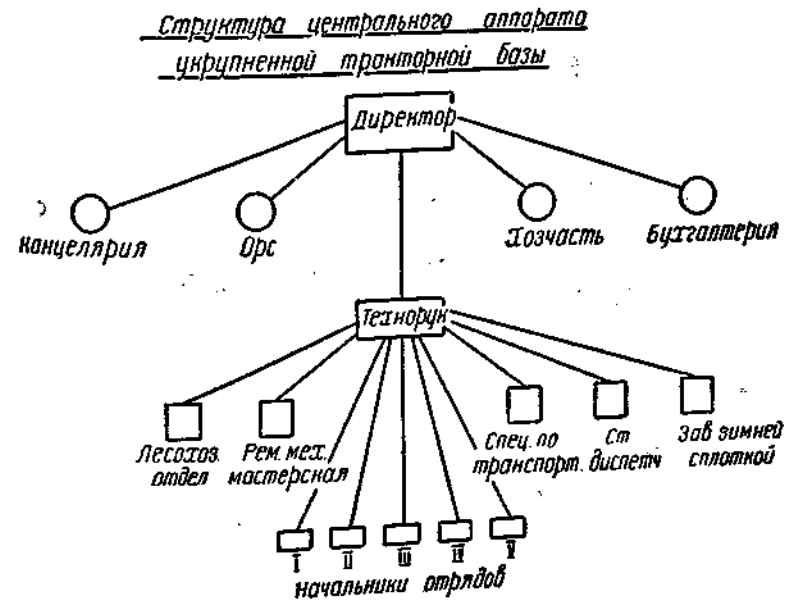 Структура центрального аппарата
укрупненной тракторной базы
Директор
Канцелярия
Орс
Хозчасть
Бухгалтерия
Технорук
Лесохоз.
отдел
Рем. мех.
мастерская
Спец. по
транспорт.
Ст
диспетч
Зав зимней
сплоткой
I II III IV V
Начальники отрядов